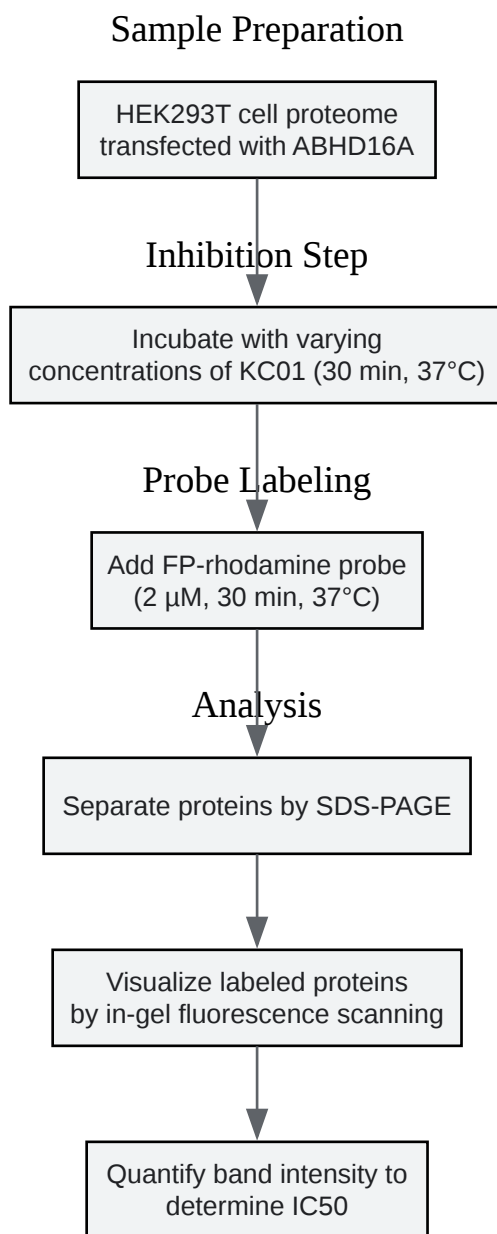 Sample Preparation
HEK293T cell proteome
transfected with ABHD16A
Inhibition Step
Incubate with varying
concentrations of KC01 (30 min, 37°C)
Probe Labeling
Add FP-rhodamine probe
(2 µM, 30 min, 37°C)
Analysis
Separate proteins by SDS-PAGE
Visualize labeled proteins
by in-gel fluorescence scanning
Quantify band intensity to
determine IC50